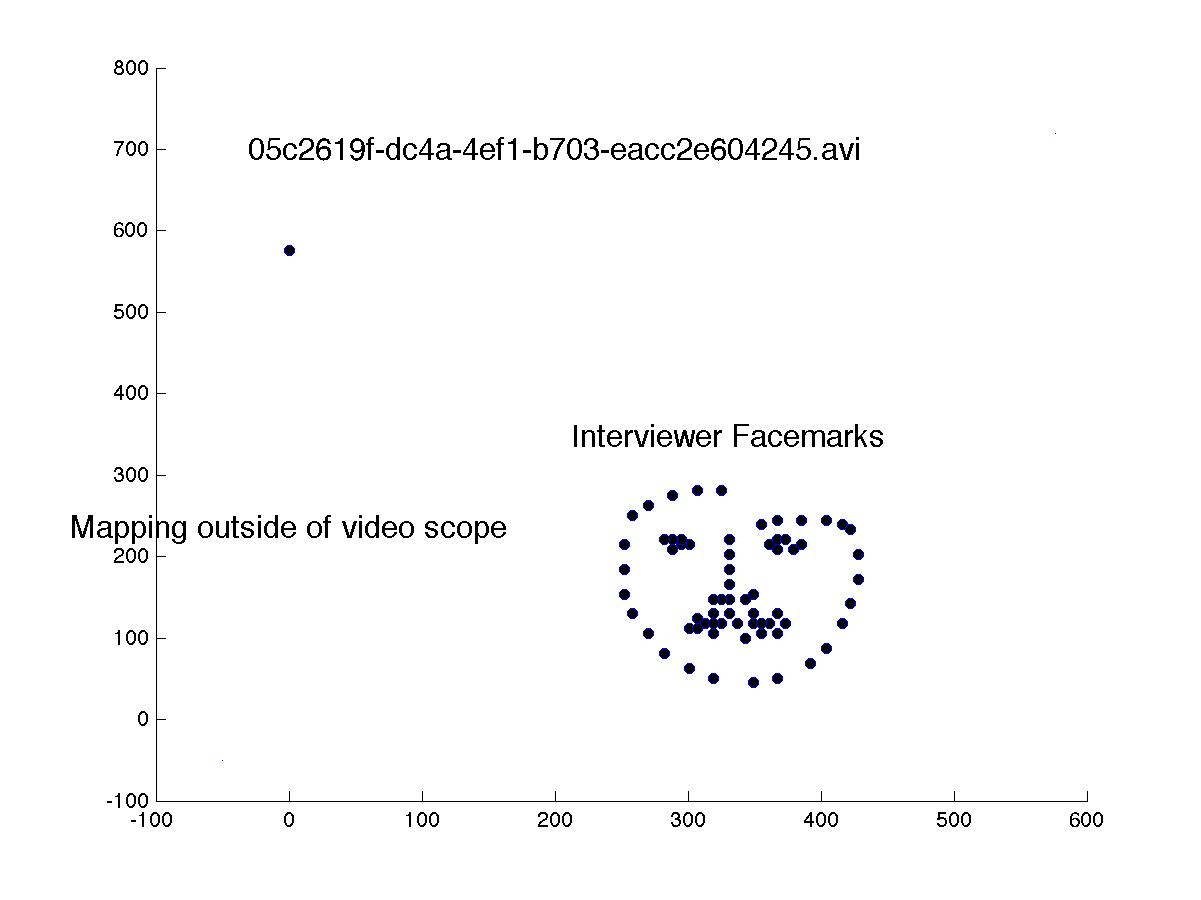 800
700
05c2619f-dc4a-4ef1-b703-eacc2e604245.avi
600
500
400
Interviewer Facemarks
300
Mapping outside of video scope
200
100
0
-100
-100 0 100 200 300 400 500 600